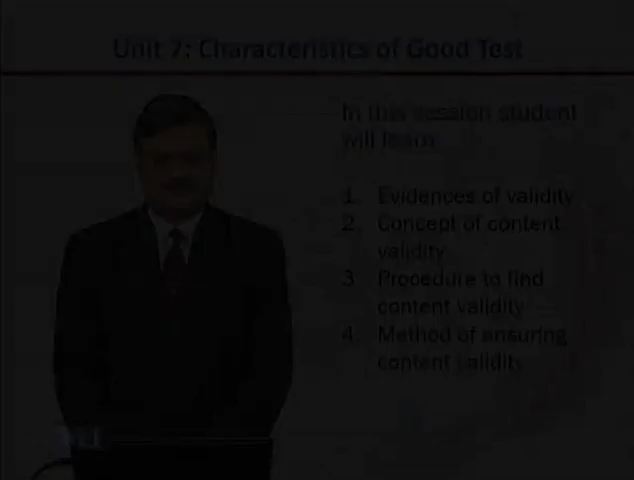 Unit 7: Characteristics of Good Test
In this session student
will learn
1. Evidences of validity
2. Concept of content
validity
3. Procedure to find
content validity
4. Method of ensuring
content validity